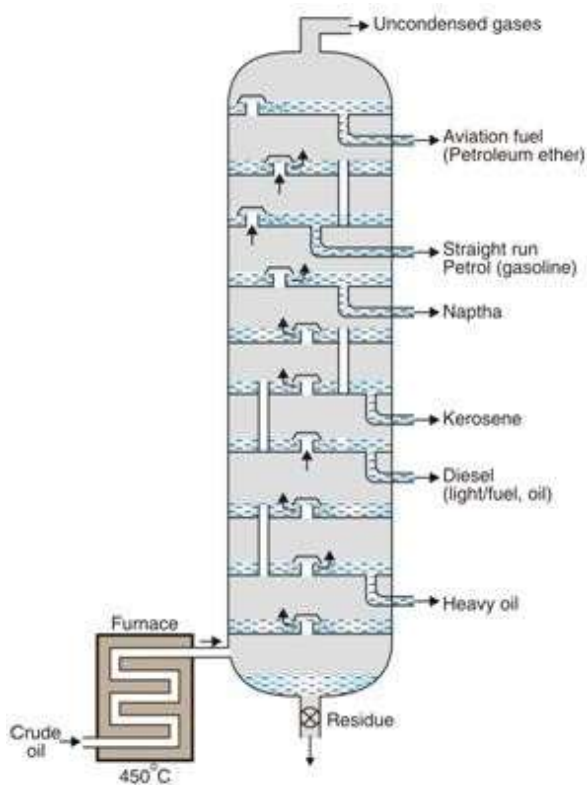 Uncondensed gases
Aviation fuel
(Petroleum ether)
Straight run
Petrol (gasoline)
Naptha
Kerosene
Diesel
(light/fuel, oil)
Heavy oil
Furnace
Residue
Crude
oil
450°C